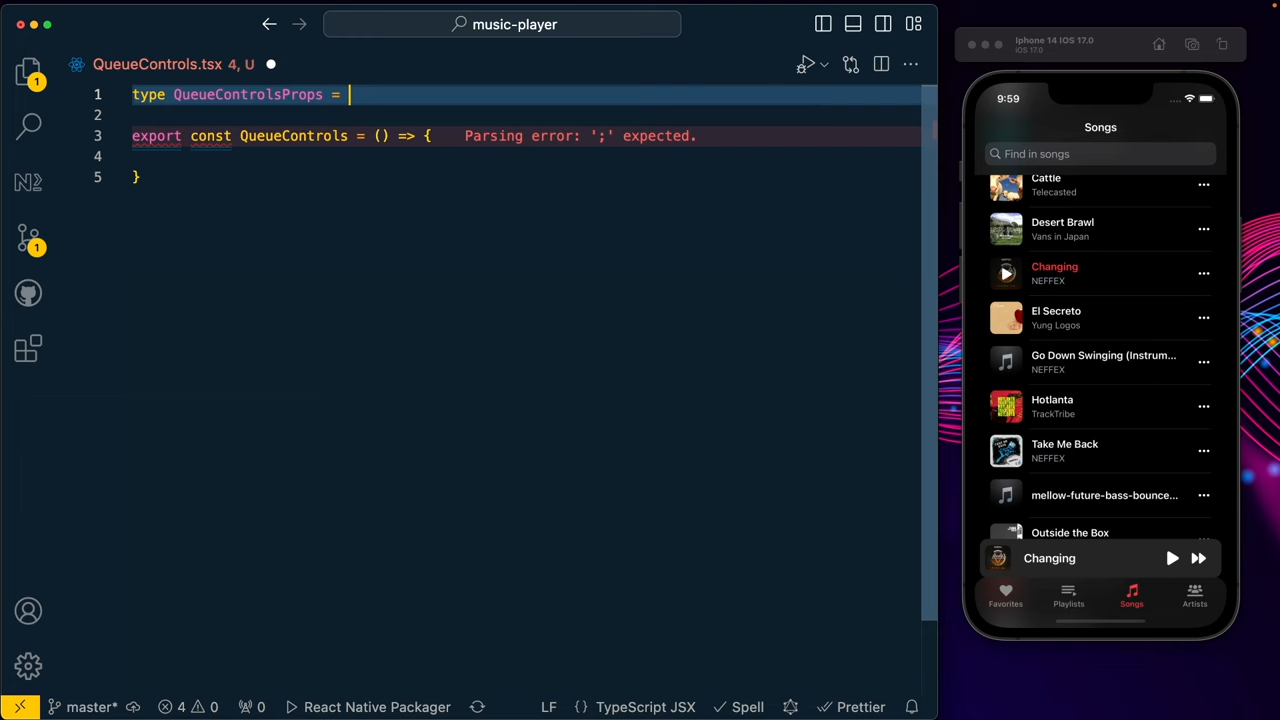 music-player
QueueControls.tsx 4, U
1 type QueueControlsProps =
2
3 export const QueueControls = () => { Parsing error: ';' expected.
4
5 }
1
1
master*
4 0
0
React Native Packager
LF
{} TypeScript JSX
Spell
Prettier
Iphone 14 IOS 17.0
iOS 17.0
9:59
Songs
Find in songs
Cattle
Telecasted
Desert Brawl
Vans in Japan
Changing
NEFFEX
El Secreto
Yung Logos
Go Down Swinging (Instrum...
NEFFEX
Hotlanta
TrackTribe
Take Me Back
NEFFEX
mellow-future-bass-bounce...
Outside the Box
Changing
Favorites
Playlists
Songs
Artists